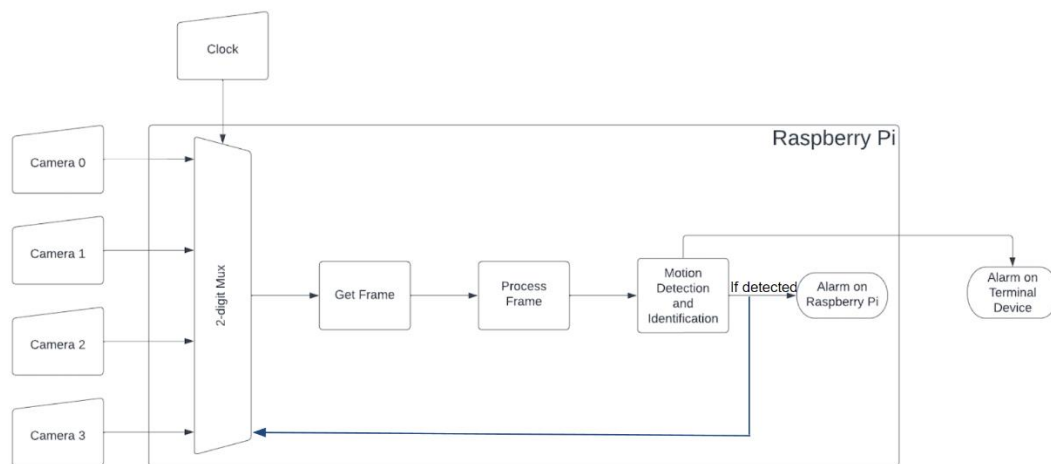 Clock
Raspberry Pi
Camera 0
Camera 1
Camera 2
Camera 3
2-digit Mux
Get Frame
Process
Frame
Motion
Detection
and
Identification
If detected
Alarm on
Raspberry Pi
Alarm on
Terminal
Device